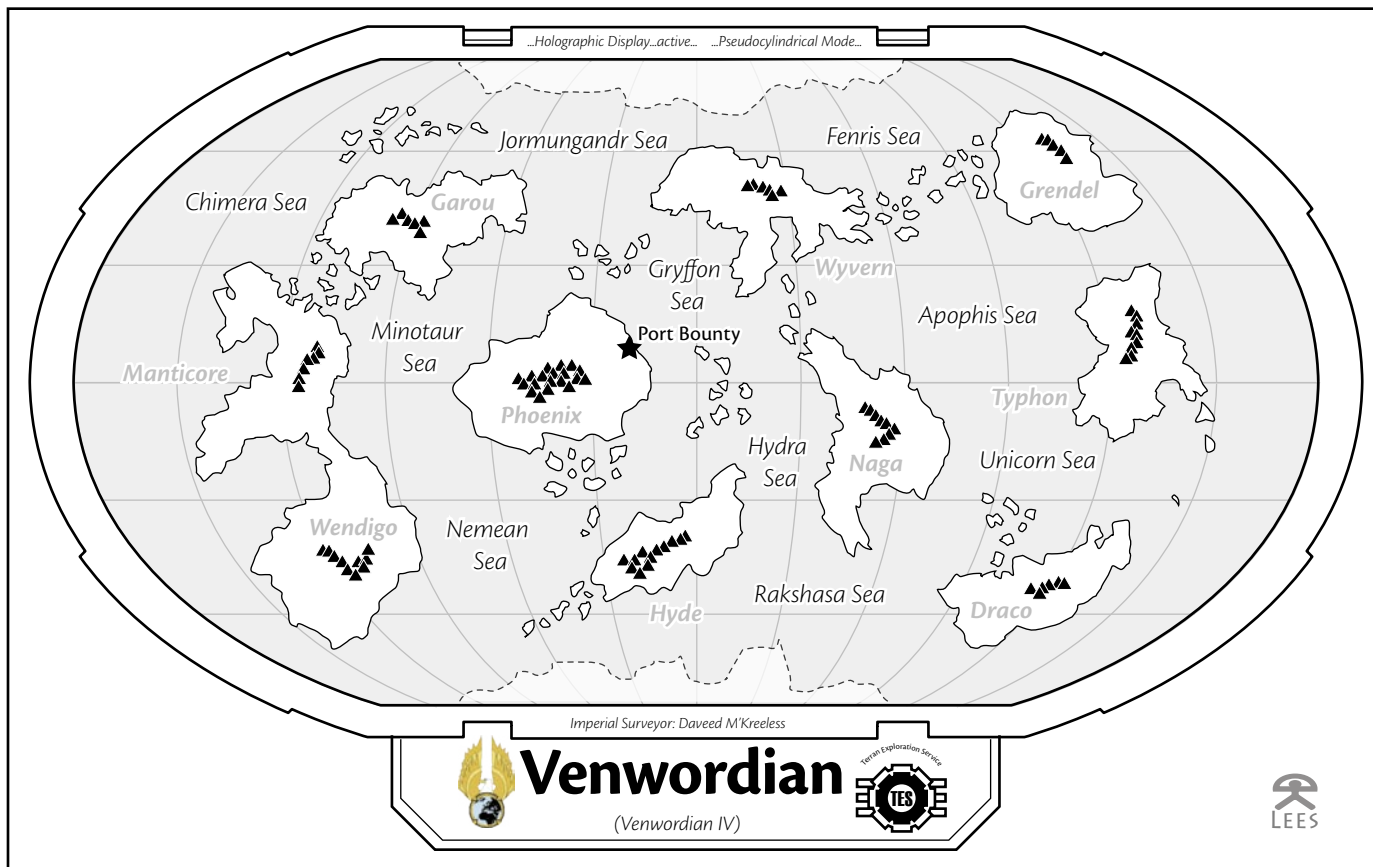 ...Holographic Display...active... ...Pseudocylindrical Mode...
Jormungandr Sea
Fenris Sea
Chimera Sea
Garou
Grendel
Gryffon
Sea
Wyvern
Minotaur
Sea
Port Bounty
Apophis Sea
Manticore
Phoenix
Typhon
Hydra
Sea
Naga
Unicorn Sea
Wendigo
Nemean
Sea
Rakshasa Sea
Hyde
Draco
Imperial Surveyor: Daveed M'Kreeless
Venwordian
(Venwordian IV)
Terran Exploration Service
TES
LEES